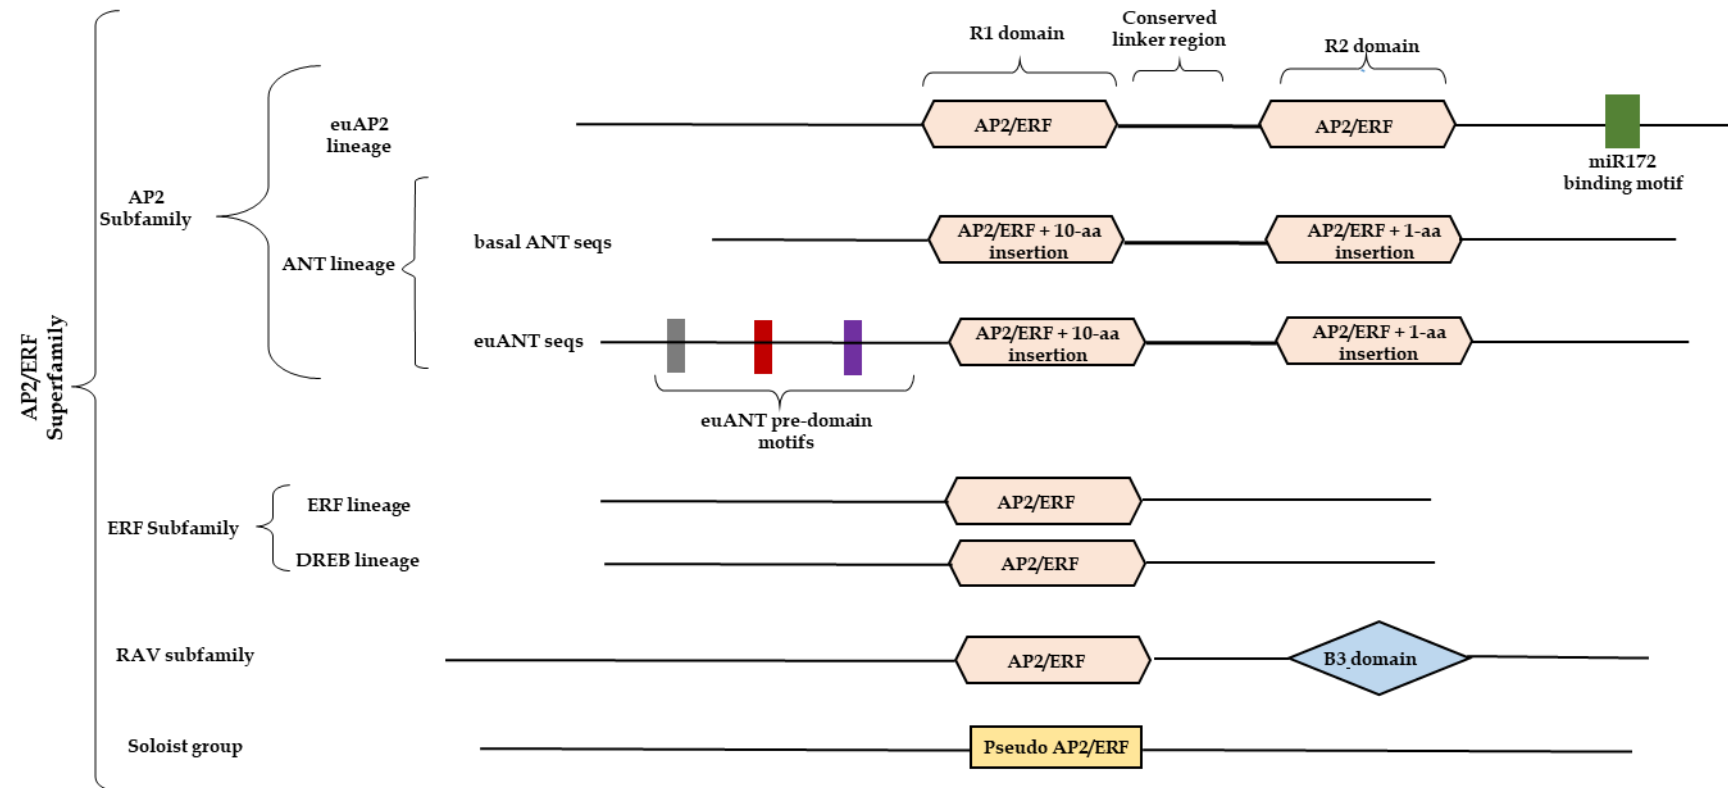 R1 domain
Conserved
linker region
R2 domain
euAP2
lineage
AP2/ERF
AP2/ERF
miR172
binding motif
AP2
Subfamily
basal ANT seqs
AP2/ERF + 10-aa
insertion
AP2/ERF + 1-aa
insertion
ANT lineage
euANT seqs
AP2/ERF + 10-aa
insertion
AP2/ERF + 1-aa
insertion
euANT pre-domain
motifs
AP2/ERF
Superfamily
ERF Subfamily
ERF lineage
AP2/ERF
DREB lineage
AP2/ERF
RAV subfamily
AP2/ERF
B3 domain
Soloist group
Pseudo AP2/ERF